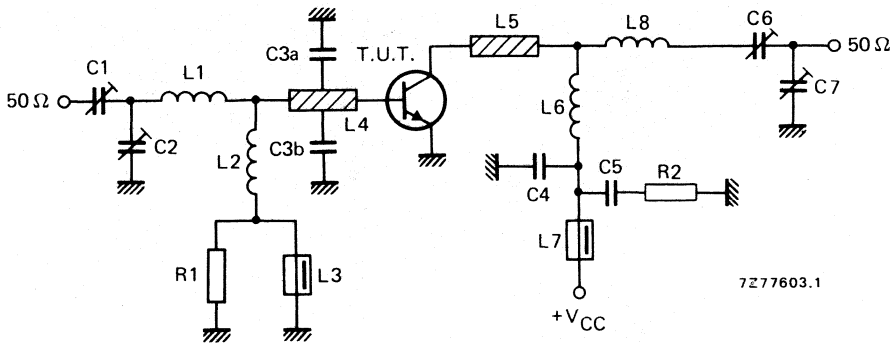 L5
L8
C6
C3a
T.U.T.
50 Ω
C1
L1
50 Ω
C7
L6
L4
C2
L2
C3b
C5
R2
C4
L7
R1
L3
7Z77603.1
+VCC